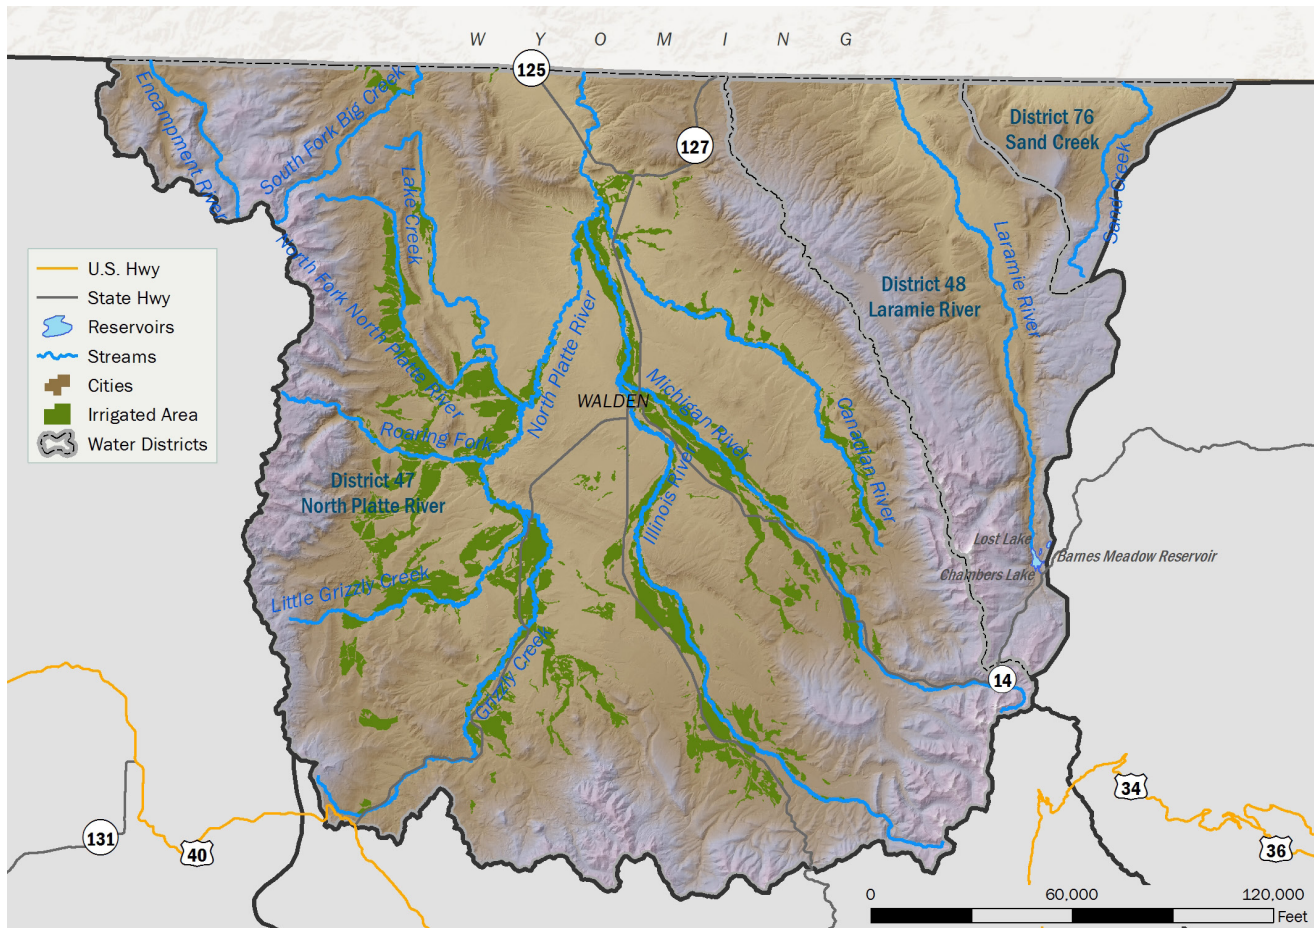 W Y O M I N G
125
127
Encampment River
South Fork Big Creek
Lake Creek
North Fork North Platte River
North Platte River
Roaring Fork
District 47
North Platte River
Little Grizzly Creek
Grizzly Creek
WALDEN
Michigan River
Illinois River
Canadian River
District 48
Laramie River
Laramie River
District 76
Sand Creek
Sand Creek
Lost Lake
Barnes Meadow Reservoir
Chambers Lake
14
U.S. Hwy
State Hwy
Reservoirs
Streams
Cities
Irrigated Area
Water Districts
131
40
34
36
0 60,000 120,000
Feet